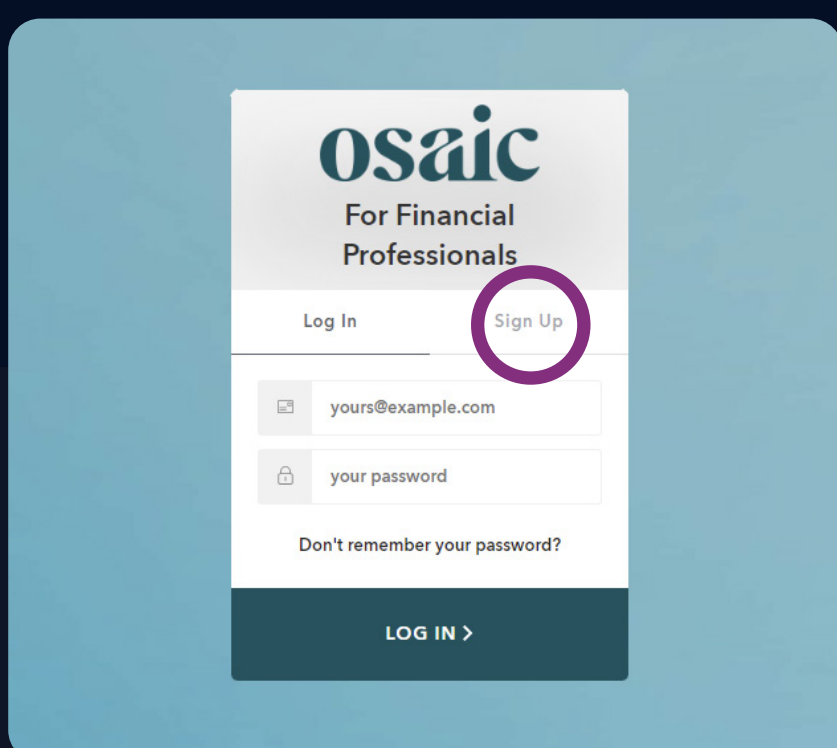 osaic
For Financial
Professionals
Log In
Sign Up
yours@example.com
your password
Don't remember your password?
LOG IN >